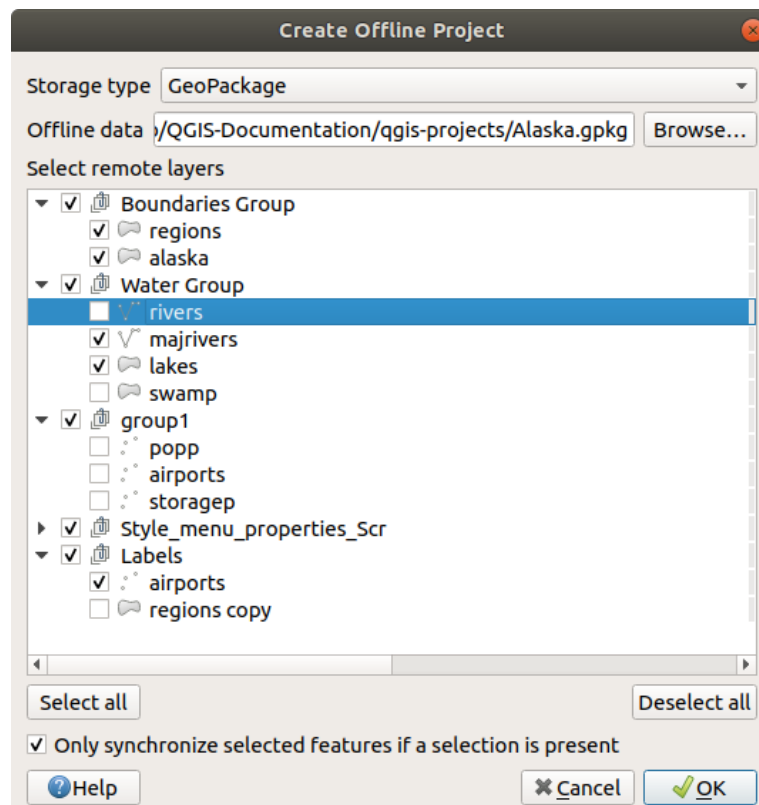 Create Offline Project
Storage type GeoPackage
Offline data /QGIS-Documentation/qgis-projects/Alaska.gpkg Browse...
Select remote layers
Boundaries Group
regions
alaska
Water Group
rivers
majrivers
lakes
swamp
group1
popp
airports
storagep
Style_menu_properties_Scr
Labels
airports
regions copy
Select all Deselect all
Only synchronize selected features if a selection is present
Help Cancel OK